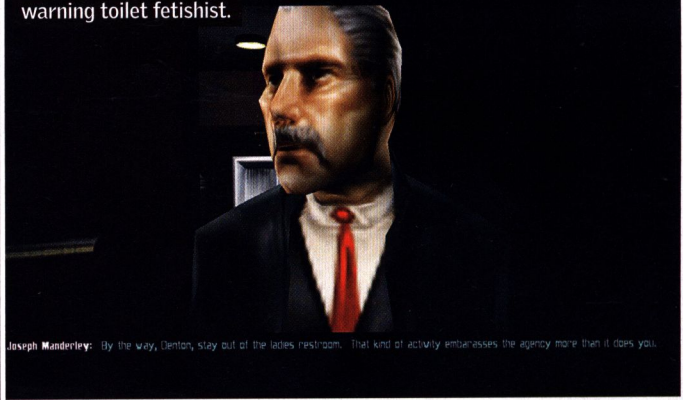 warning toilet fetishist.
Joseph Manderley: By the way, Denton, stay out of the ladies restroom. That kind of activity embarasses the agency more than it does you.